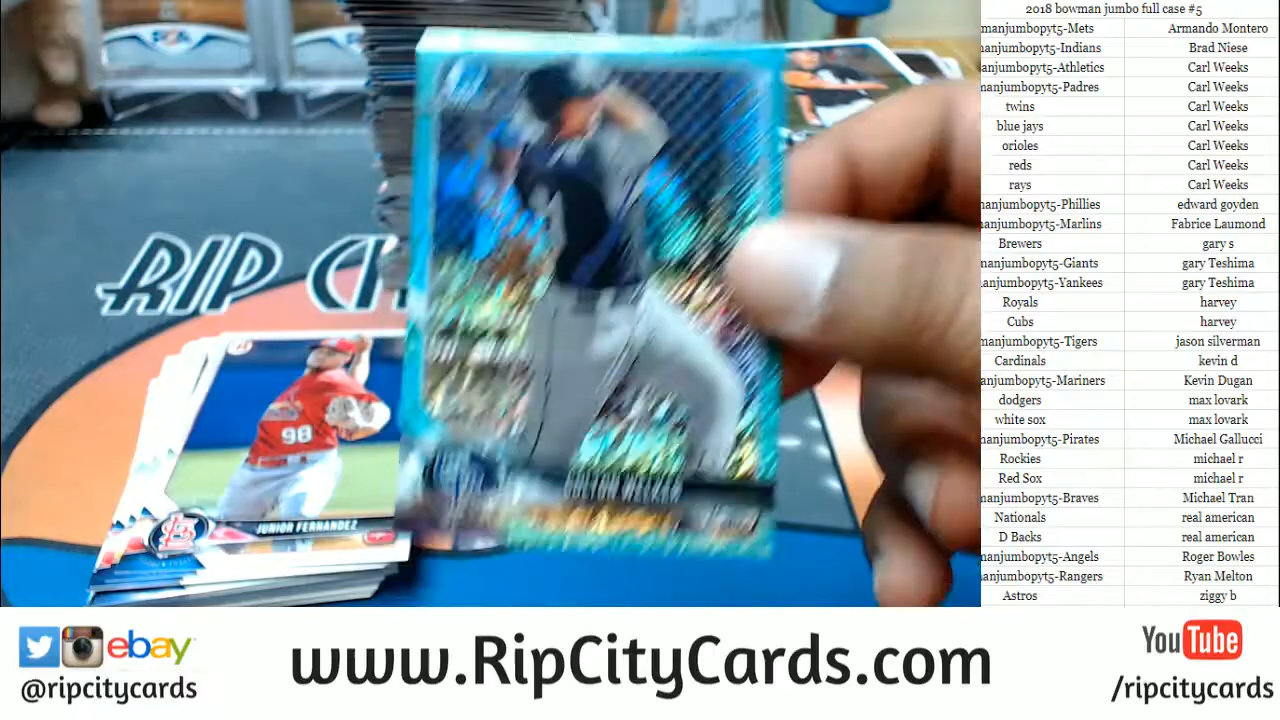 2018 bowman jumbo full case #5
manjumbopyt5-Mets Armando Montero
manjumbopyt5-Indians Brad Niese
anjumbopyt5-Athletics Carl Weeks
manjumbopyt5-Padres Carl Weeks
twins Carl Weeks
blue jays Carl Weeks
orioles Carl Weeks
reds Carl Weeks
rays Carl Weeks
manjumbopyt5-Phillies edward goyden
manjumbopyt5-Marlins Fabrice Laumond
Brewers gary s
manjumbopyt5-Giants gary Teshima
anjumbopyt5-Yankees gary Teshima
Royals harvey
Cubs harvey
manjumbopyt5-Tigers jason silverman
Cardinals kevin d
anjumbopyt5-Mariners Kevin Dugan
dodgers max lovark
white sox max lovark
manjumbopyt5-Pirates Michael Gallucci
Rockies michael r
Red Sox michael r
manjumbopyt5-Braves Michael Tran
Nationals real american
D Backs real american
manjumbopyt5-Angels Roger Bowles
anjumbopyt5-Rangers Ryan Melton
Astros ziggy b
RIP CI
98
JUNIOR FERNANDEZ
ebay
@ripcitycards
www.RipCityCards.com
YouTube
/ripcitycards